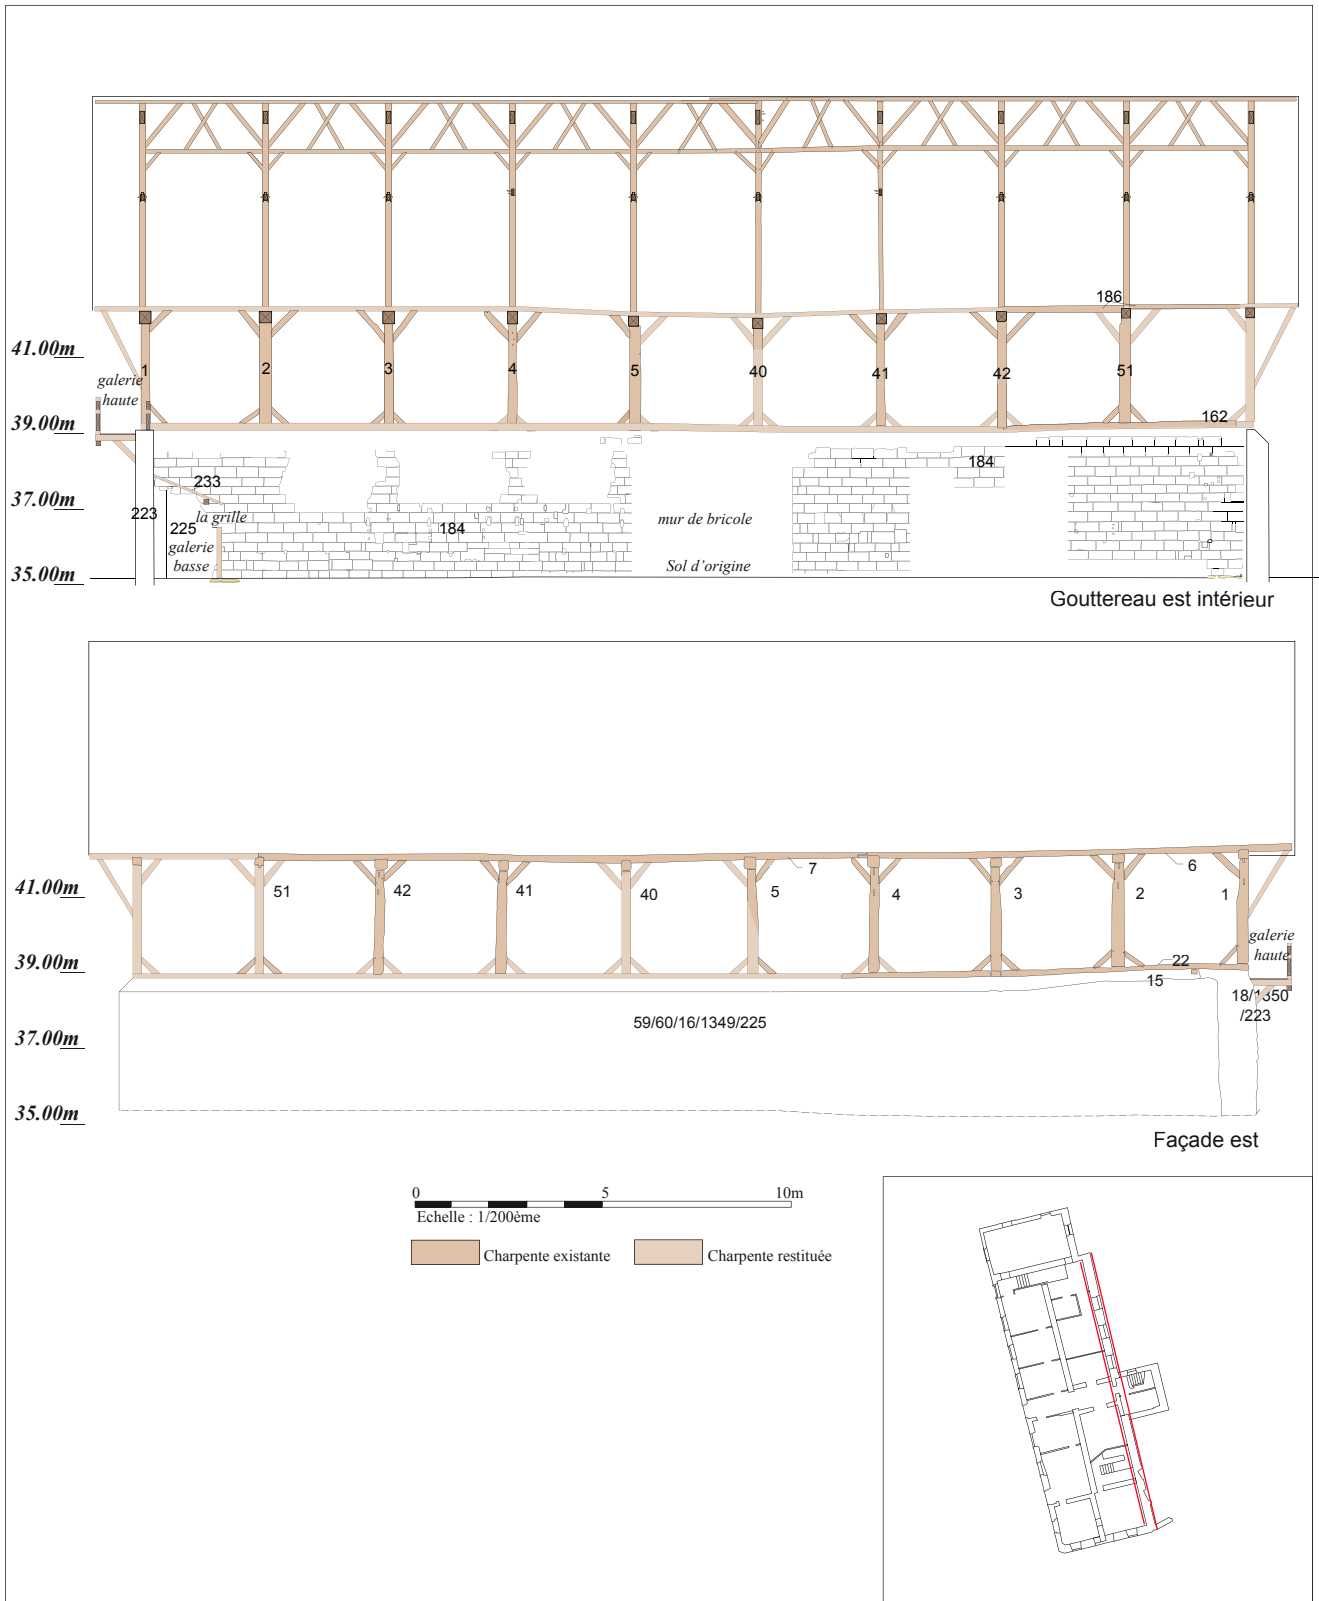 186
41.00m
1 2 3 4 5 40 41 42 51
galerie
haute
39.00m
162
184
233
37.00m
223
la grille
mur de bricole
225
184
galerie
basse
Sol d'origine
35.00m
Gouttereau est intérieur
7
6
41.00m
51 42 41 40 5 4 3 2 1
galerie
haute
39.00m
22
15
18/1350
/223
59/60/16/1349/225
37.00m
35.00m
Façade est
0 5 10m
Echelle : 1/200ème
Charpente existante
Charpente restituée